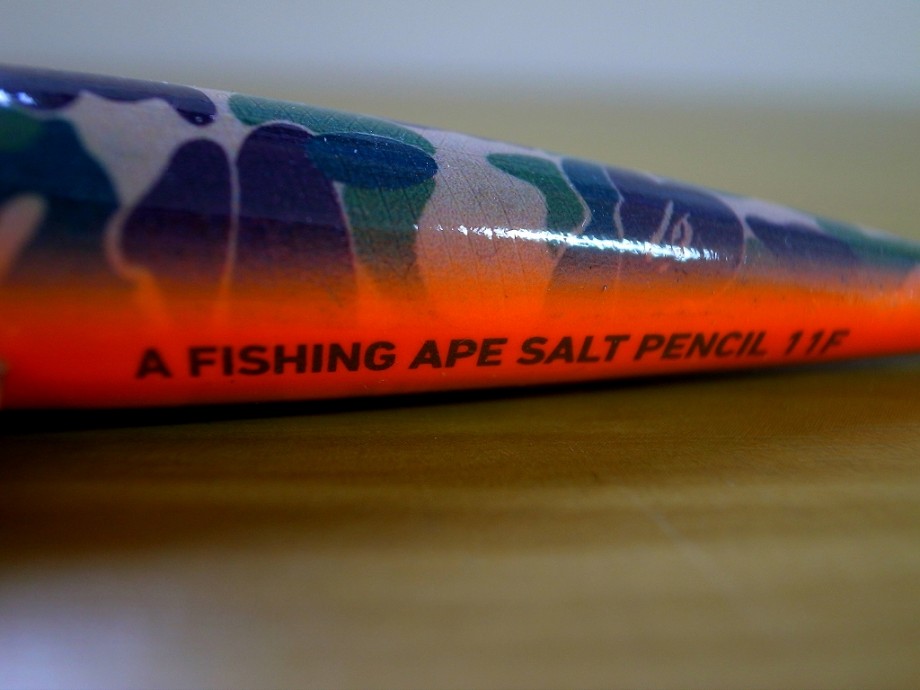 A FISHING APE SALT PENCIL 11F